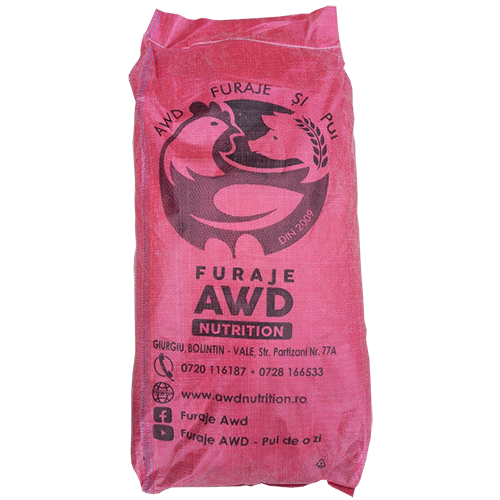 AWD FURAJE ȘI PUI
DIN 2009
FURAJE
AWD
NUTRITION
GIURGIU, BOLINTIN - VALE, Str. Partizani Nr. 77A
0720 116187 • 0728 166533
www.awdnutrition.ro
Furaje Awd
Furaje AWD - Pui de o zi